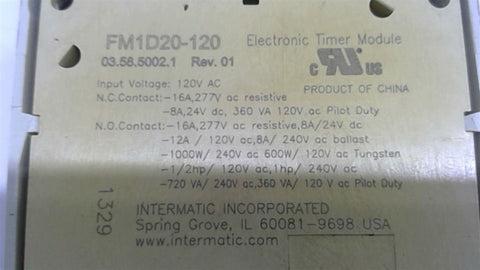 FM1D20-120 Electronic Timer Module
03.58.5002.1 Rev. 01
c UR US
Input Voltage: 120V AC PRODUCT OF CHINA
N.C.Contact:-16A,277V ac resistive
-8A,24V dc, 360 VA 120V ac Pilot Duty
N.O.Contact:-16A,277V ac resistive,8A/ 24V dc
-12A / 120V ac,8A/ 240V ac ballast
-1000W/ 240V ac 600W/ 120V ac Tungsten
-1/2hp/ 120V ac,1hp/ 240V ac
-720 VA/ 240V ac,360 VA/ 120 V ac Pilot Duty
1329
INTERMATIC INCORPORATED
Spring Grove, IL 60081-9698 USA
www.intermatic.com